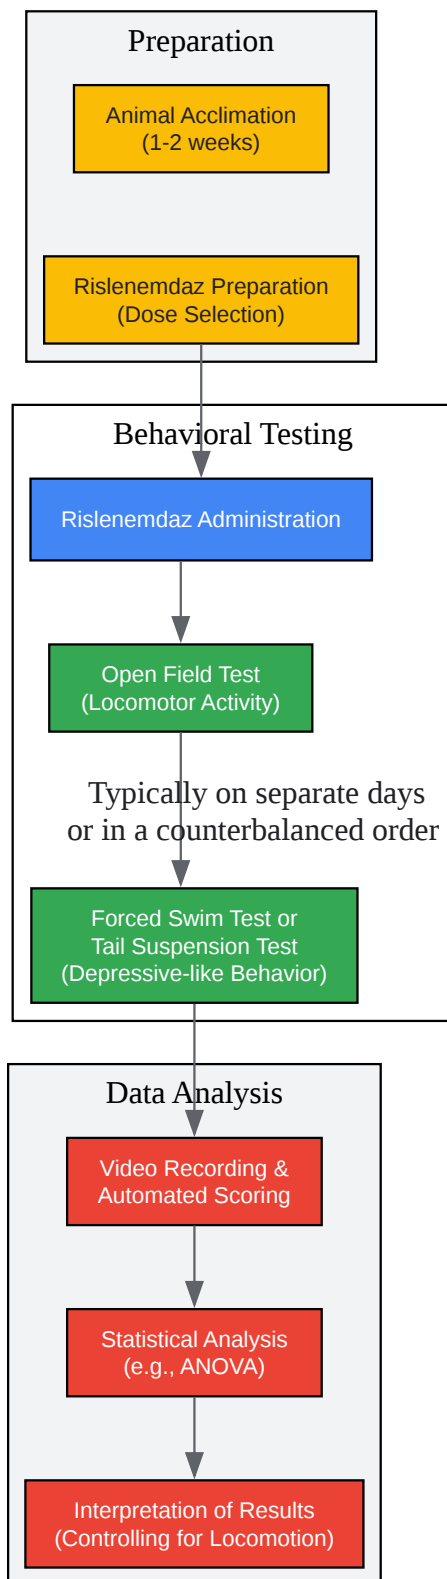 Preparation
Animal Acclimation
(1-2 weeks)
Rislenemdaz Preparation
(Dose Selection)
Behavioral Testing
Rislenemdaz Administration
Open Field Test
(Locomotor Activity)
Typically on separate days
or in a counterbalanced order
Forced Swim Test or
Tail Suspension Test
(Depressive-like Behavior)
Data Analysis
Video Recording &
Automated Scoring
Statistical Analysis
(e.g., ANOVA)
Interpretation of Results
(Controlling for Locomotion)